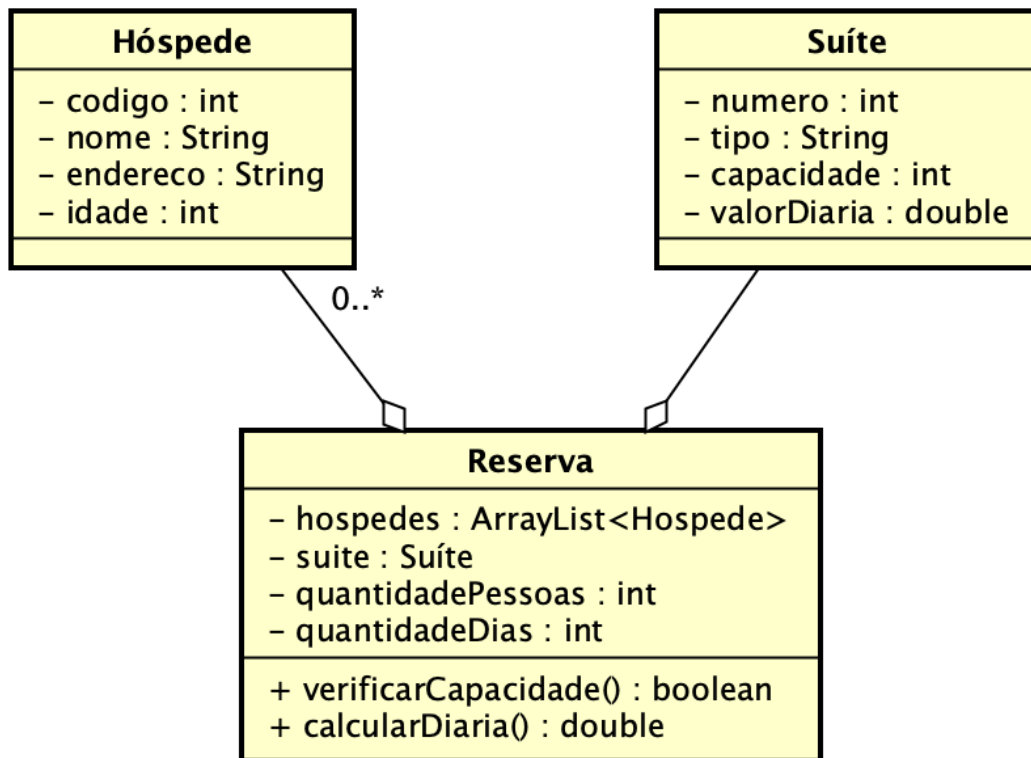 Hóspede
– codigo : int
– nome : String
– endereco : String
– idade : int
Suíte
– numero : int
– tipo : String
– capacidade : int
– valorDiaria : double
0..*
Reserva
– hospedes : ArrayList<Hospede>
– suite : Suíte
– quantidadePessoas : int
– quantidadeDias : int
+ verificarCapacidade() : boolean
+ calcularDiaria() : double